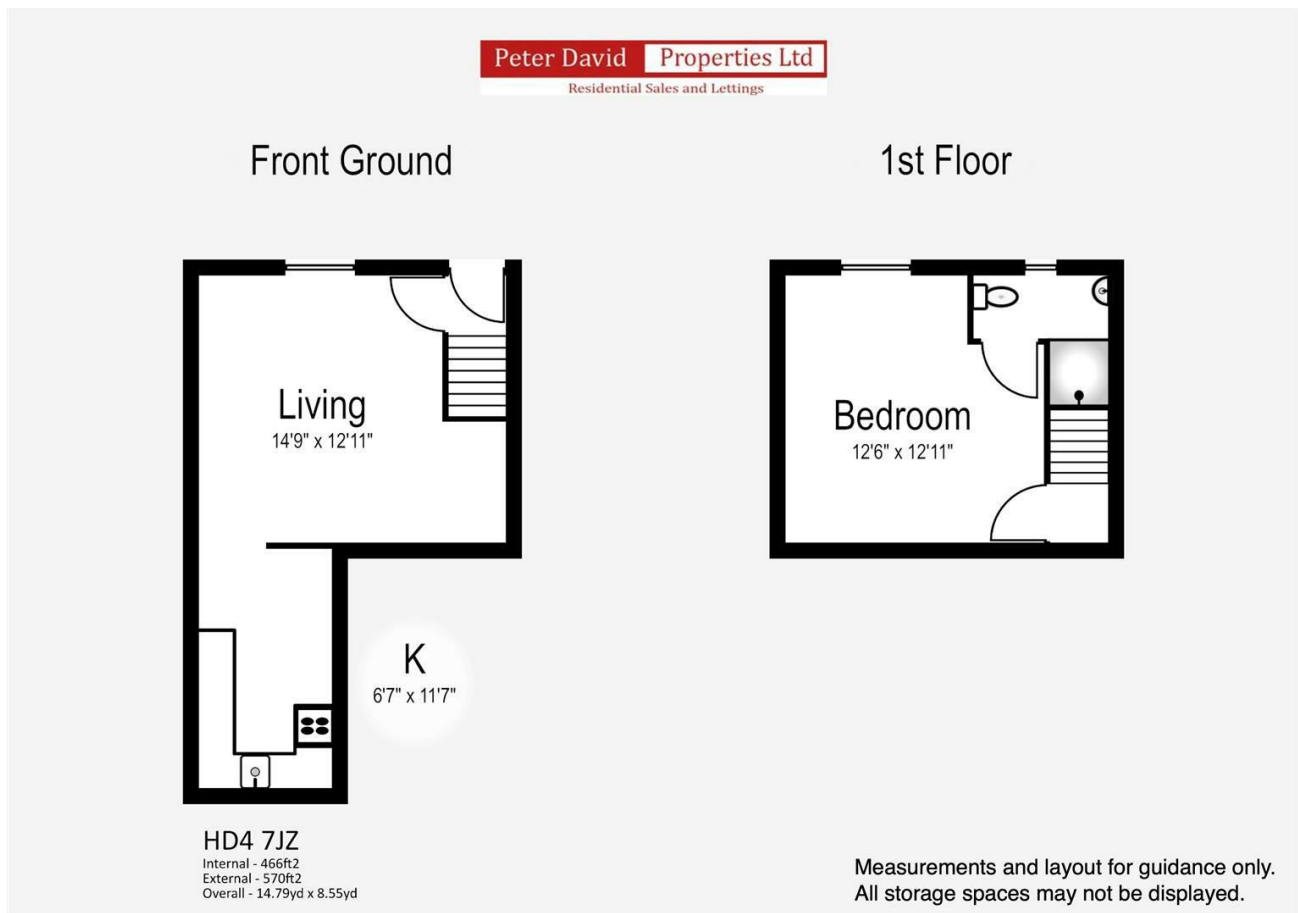 Peter David Properties Ltd
Residential Sales and Lettings
Front Ground
1st Floor
Living
14'9" x 12'11"
Bedroom
12'6" x 12'11"
K
6'7" x 11'7"
HD4 7JZ
Internal - 466ft2
External - 570ft2
Overall - 14.79yd x 8.55yd
Measurements and layout for guidance only.
All storage spaces may not be displayed.